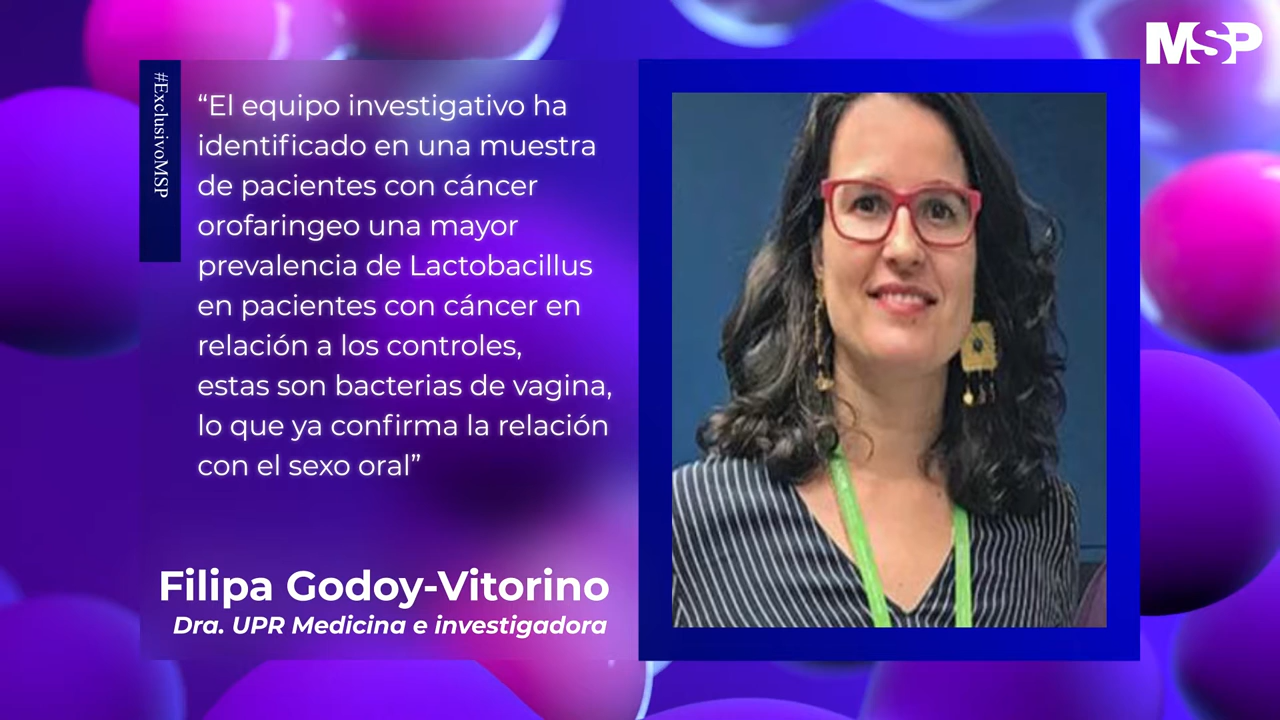 MSP
#ExclusivoMSP
“El equipo investigativo ha
identificado en una muestra
de pacientes con cáncer
orofaringeo una mayor
prevalencia de Lactobacillus
en pacientes con cáncer en
relación a los controles,
estas son bacterias de vagina,
lo que ya confirma la relación
con el sexo oral”
Filipa Godoy-Vitorino
Dra. UPR Medicina e investigadora